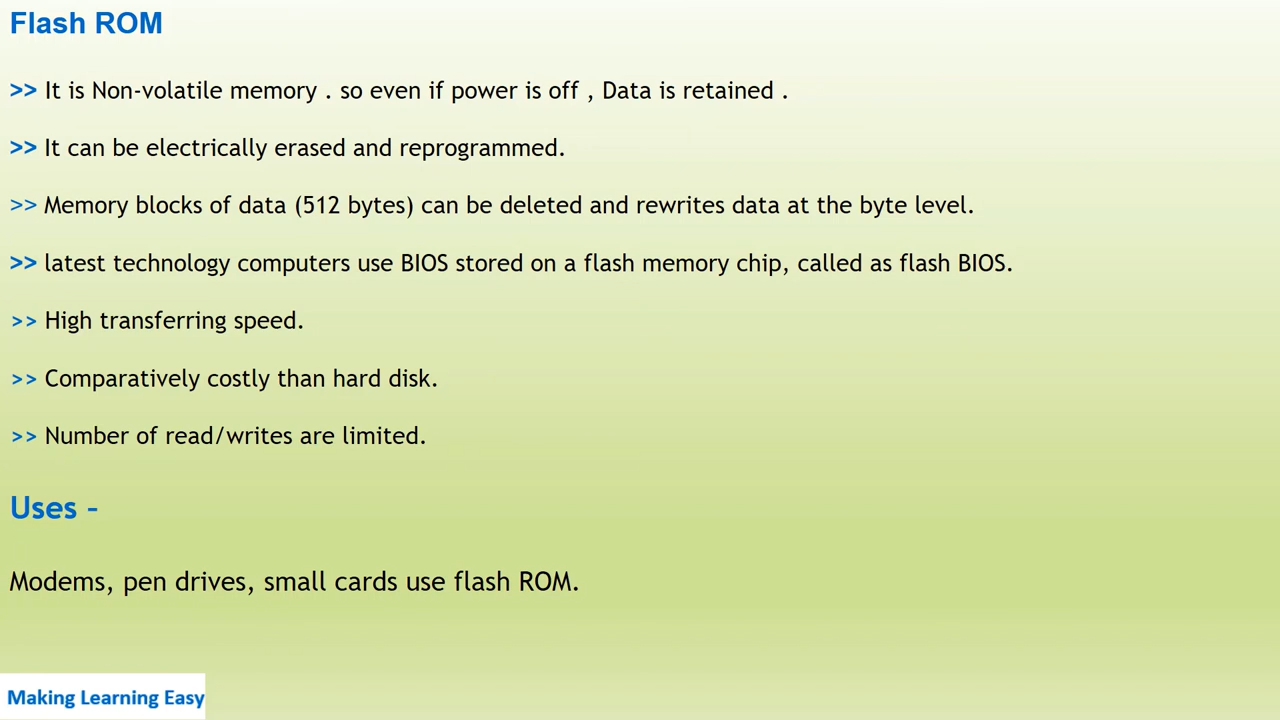 Flash ROM
>> It is Non-volatile memory . so even if power is off , Data is retained .
>> It can be electrically erased and reprogrammed.
>> Memory blocks of data (512 bytes) can be deleted and rewrites data at the byte level.
>> latest technology computers use BIOS stored on a flash memory chip, called as flash BIOS.
>> High transferring speed.
>> Comparatively costly than hard disk.
>> Number of read/writes are limited.
Uses –
Modems, pen drives, small cards use flash ROM.
Making Learning Easy